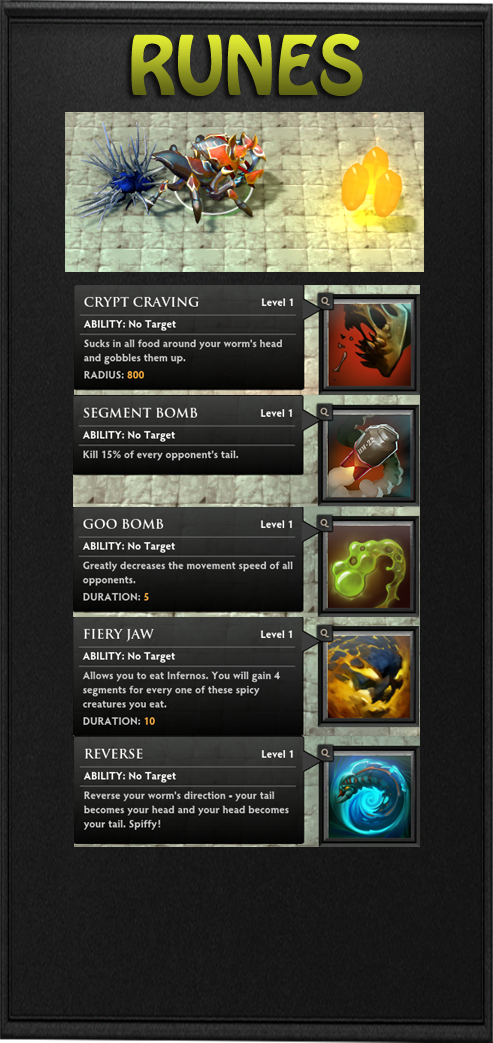 RUNES
CRYPT CRAVING Level 1
ABILITY: No Target
Sucks in all food around your worm's head
and gobbles them up.
RADIUS: 800
SEGMENT BOMB Level 1
ABILITY: No Target
Kill 15% of every opponent's tail.
GOO BOMB Level 1
ABILITY: No Target
Greatly decreases the movement speed of all
opponents.
DURATION: 5
FIERY JAW Level 1
ABILITY: No Target
Allows you to eat Infernos. You will gain 4
segments for every one of these spicy
creatures you eat.
DURATION: 10
REVERSE Level 1
ABILITY: No Target
Reverse your worm's direction - your tail
becomes your head and your head becomes
your tail. Spiffy!